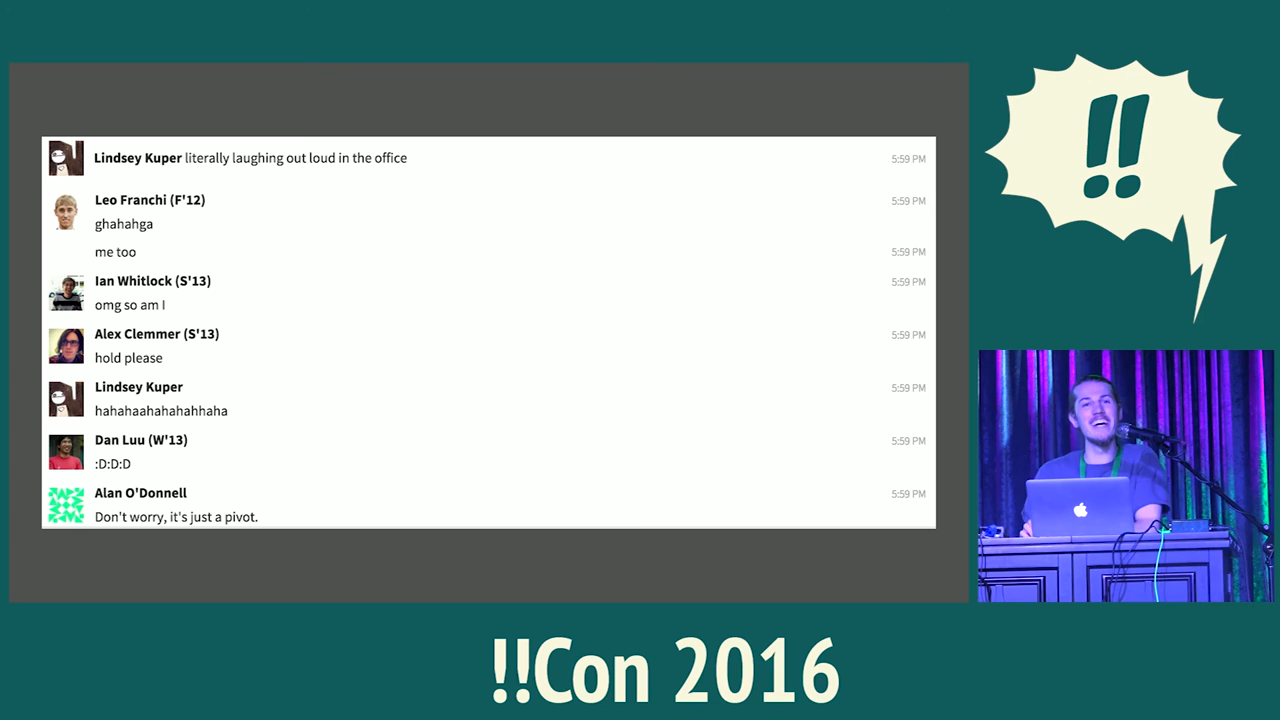 Lindsey Kuper literally laughing out loud in the office 5:59 PM
Leo Franchi (F'12) 5:59 PM
ghahahga
me too 5:59 PM
Ian Whitlock (S'13) 5:59 PM
omg so am I
Alex Clemmer (S'13) 5:59 PM
hold please
Lindsey Kuper 5:59 PM
hahahaahahahahhaha
Dan Luu (W'13) 5:59 PM
:D:D:D
Alan O'Donnell 5:59 PM
Don't worry, it's just a pivot.
!!
!!Con 2016